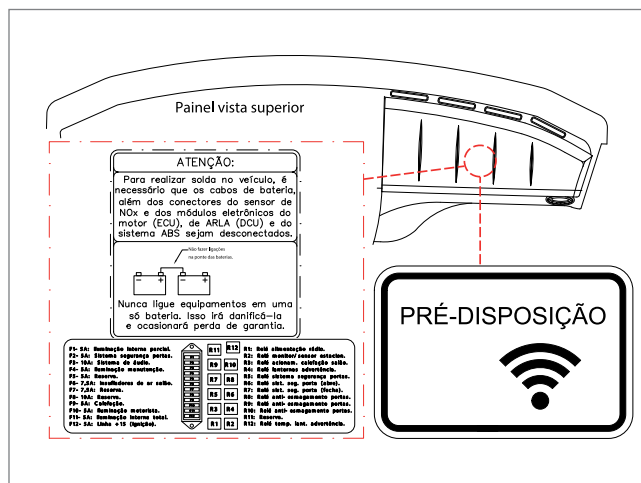 Painel vista superior
ATENÇÃO:
Para realizar solda no veículo, é
necessário que os cabos de bateria,
além dos conectores do sensor de
NOx e dos módulos eletrônicos do
motor (ECU), de ARLA (DCU) e do
sistema ABS sejam desconectados.
Não fazer ligações
na ponte das baterias.
- +
- +
Nunca ligue equipamentos em uma
só bateria. Isso irá danificá-la
e ocasionará perda de garantia.
F1- 5A: Iluminação interna parcial.
F2- 5A: Sistema segurança portas.
F3- 10A: Sistema de áudio.
F4- 5A: Iluminação manutenção.
F5- 5A: Reserva.
F6- 7,5A: Insufladores de ar salão.
F7- 7,5A: Reserva.
F8- 10A: Reserva.
F9- 5A: Calefação.
F10- 5A: Iluminação motorista.
F11- 5A: Iluminação interna total.
F12- 5A: Linha +15 (ignição).
R11 R12
R9 R10
R7 R8
R5 R6
R3 R4
R1 R2
R1: Relé alimentação rádio.
R2: Relé monitor/sensor estacion.
R3: Relé acionam. calefação salão.
R4: Relé lanternas advertência.
R5: Relé sistema segurança portas.
R6: Relé sist. seg. porta (abre).
R7: Relé sist. seg. porta (fecha).
R8: Relé anti- esmagamento portas.
R9: Relé anti- esmagamento portas.
R10: Relé anti- esmagamento portas.
R11: Reserva.
R12: Relé temp. lant. advertência.
PRÉ-DISPOSIÇÃO